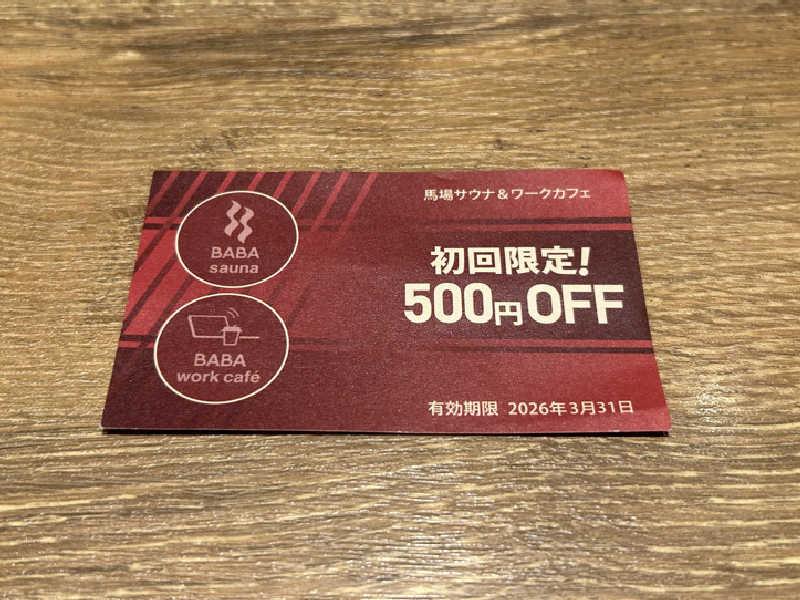 馬場サウナ&ワークカフェ
BABA
sauna
初回限定!
500円OFF
BABA
work café
有効期限 2026年3月31日